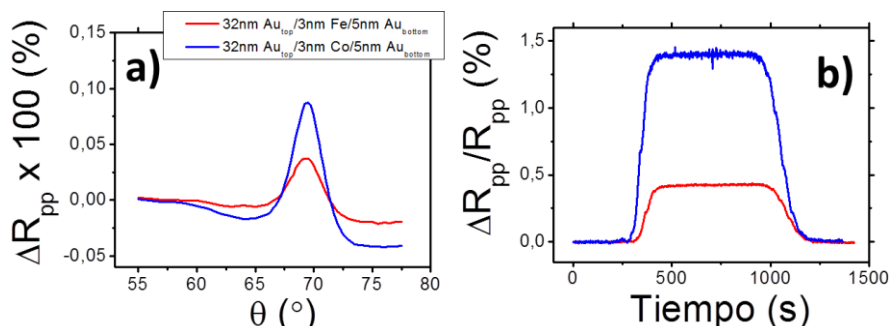 32nm Au_top/3nm Fe/5nm Au_bottom
32nm Au_top/3nm Co/5nm Au_bottom
a)
ΔR_pp x 100 (%)
0,15
0,10
0,05
0,00
-0,05
55 60 65 70 75 80
θ (°)
b)
ΔR_pp/R_pp (%)
1,5
1,0
0,5
0,0
0 500 1000 1500
Tiempo (s)